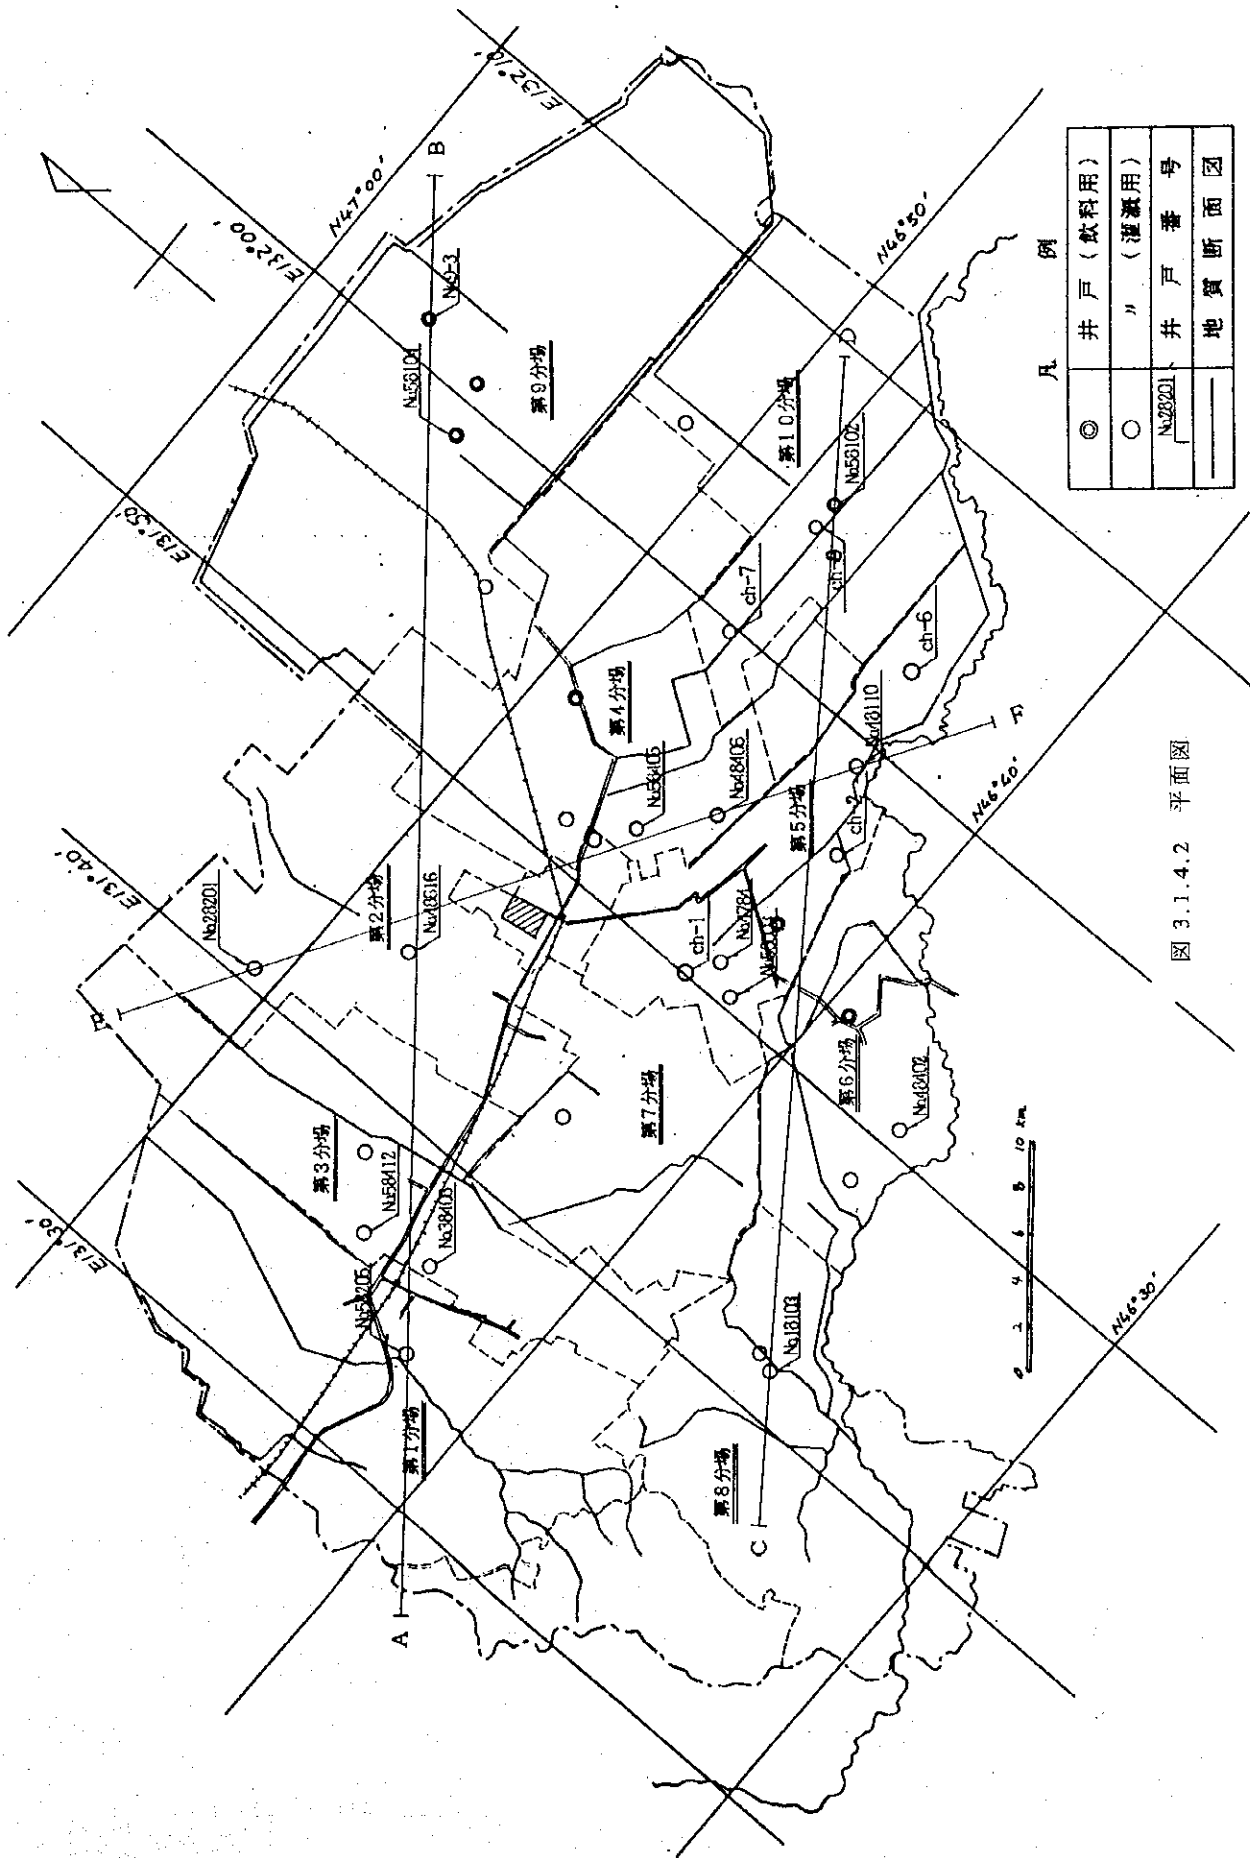 E131°30'
E131°40'
E131°50'
E132°00'
E132°10'
N47°00'
N46°50'
N46°40'
N46°30'
A
B
C
D
F
第1分場
第2分場
第3分場
第4分場
第5分場
第6分場
第7分場
第8分場
第9分場
第10分場
No28201
No58412
No38403
No18103
No48402
No48406
No48110
No56102
No56101
No9-3
ch-1
ch-2
ch-6
ch-7
ch-8
0 2 4 6 8 10 km
凡 例
◎ 井戸(飲料用)
○ 〃 (灌漑用)
No28201 井戸番号
地質断面図
図 3.1.4.2 平面図